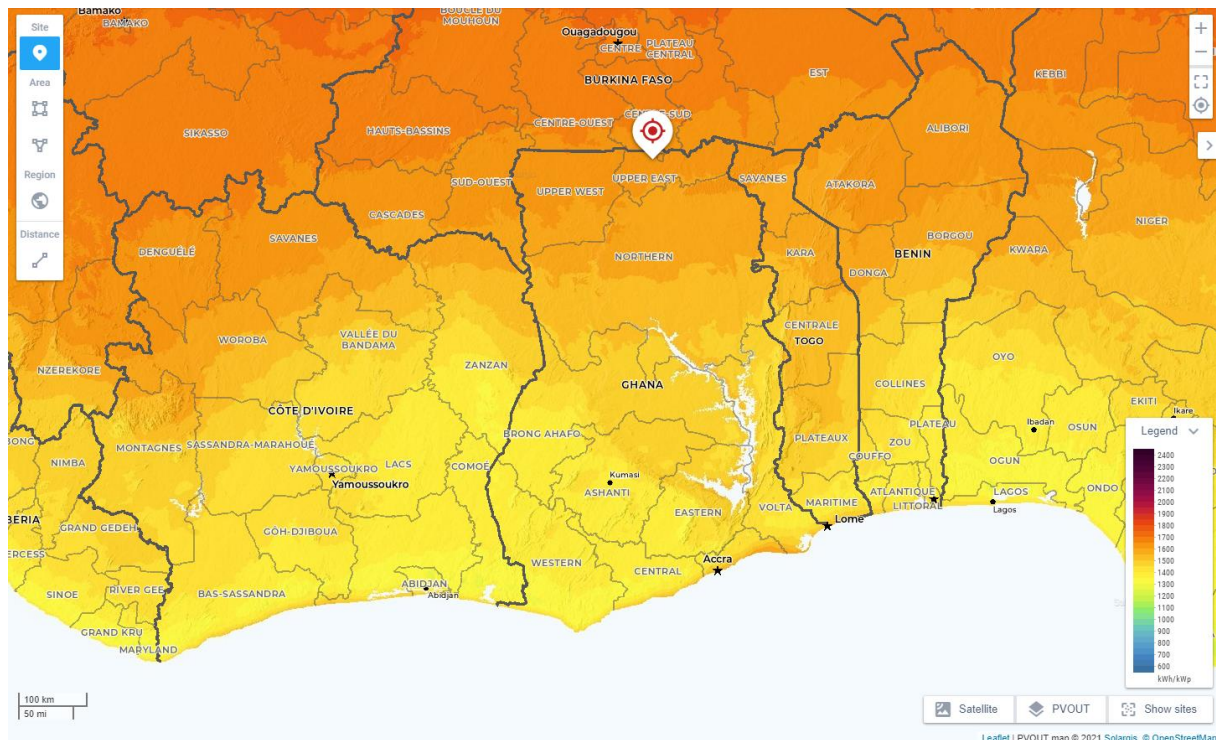 Site
Area
Region
Distance
Bamako
BAMAKO
BOUCLE DU
MOUHOUN
Ouagadougou
CENTRE
PLATEAU
CENTRAL
BURKINA FASO
EST
KEBBI
SIKASSO
HAUTS-BASSINS
CENTRE-OUEST
CENTRE-SUD
ALIBORI
SUD-OUEST
UPPER WEST
UPPER EAST
SAVANES
ATAKORA
CASCADES
NIGER
DENGUÉLÉ
SAVANES
NORTHERN
KARA
BORGOU
KWARA
BENIN
DONGA
WOROBA
VALLÉE DU
BANDAMA
ZANZAN
CENTRALE
TOGO
OYO
NZEREKORE
GHANA
COLLINES
CÔTE D'IVOIRE
EKITI
Ikare
BONG
NIMBA
MONTAGNES
SASSANDRA-MARAHOUÉ
BRONG AHAFO
PLATEAUX
PLATEAU
ZOU
COUFFO
Ibadan
OSUN
YAMOUSSOUKRO
Yamoussoukro
LACS
COMOÉ
Kumasi
ASHANTI
OGUN
ATLANTIQUE
LITTORAL
LAGOS
Lagos
ONDO
BERIA
GRAND GEDEH
GÔH-DJIBOUA
EASTERN
VOLTA
MARITIME
Lome
ERCESS
SINOE
RIVER GEE
BAS-SASSANDRA
ABIDJAN
Abidjan
WESTERN
CENTRAL
Accra
GRAND KRU
MARYLAND
Legend
2400
2300
2200
2100
2000
1900
1800
1700
1600
1500
1400
1300
1200
1100
1000
900
800
700
600
kWh/kWp
100 km
50 mi
Satellite
PVOUT
Show sites
Leaflet | PVOUT map © 2021 Solargis, © OpenStreetMap